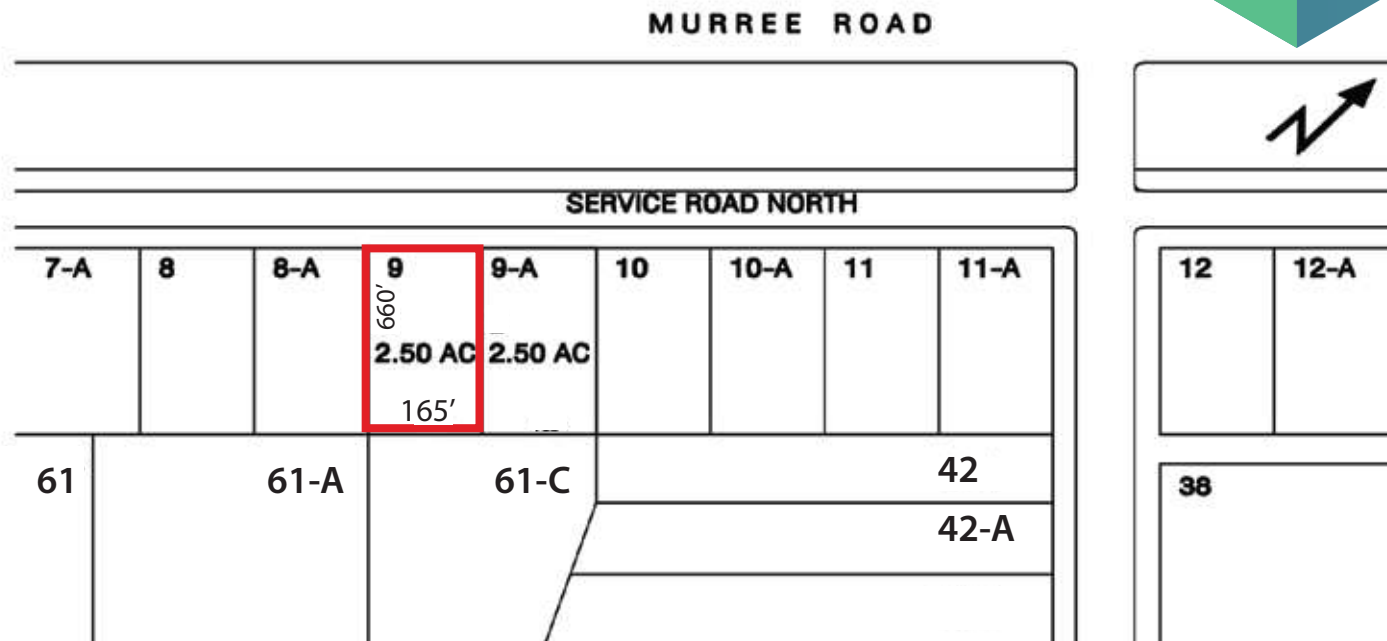 MURREE ROAD
SERVICE ROAD NORTH
7-A
8
8-A
9
9-A
10
10-A
11
11-A
12
12-A
660'
2.50 AC
2.50 AC
165'
61
61-A
61-C
42
38
42-A